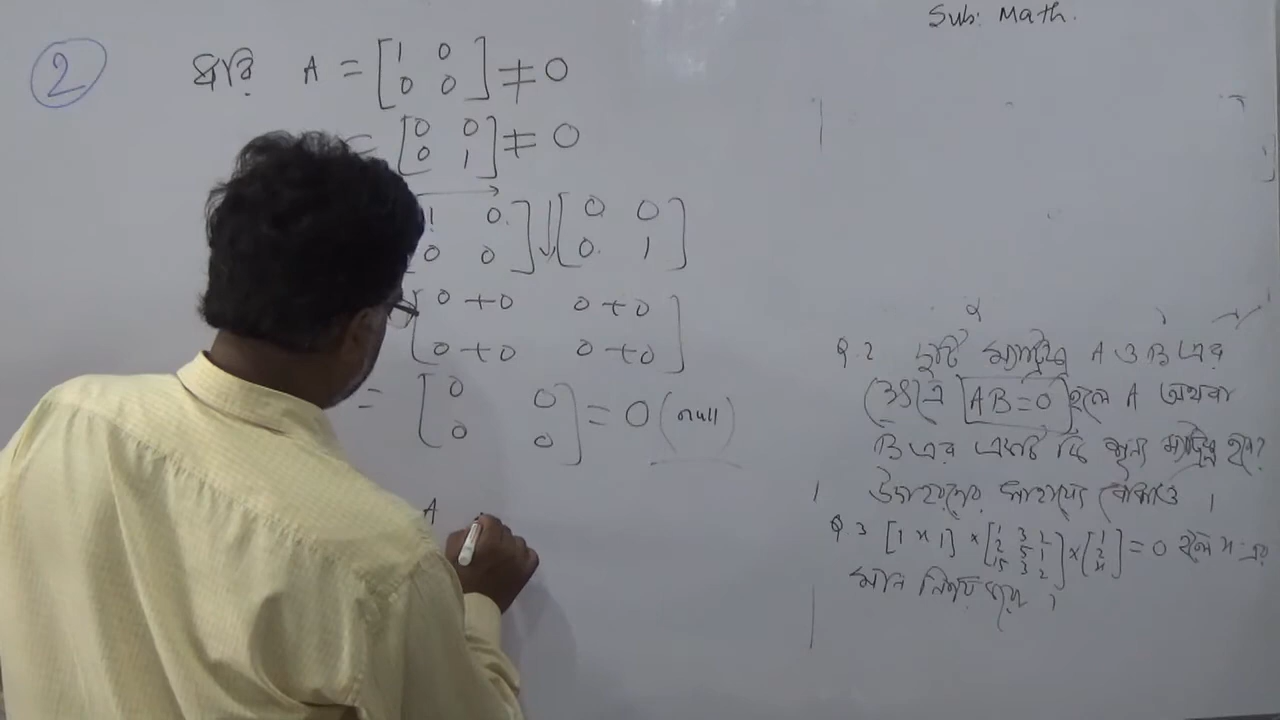 Sub: Math.
2 ধরি A = [1 0 0 0] ≠ 0
= [0 0 0 1] ≠ 0
1 0 0 0] [0 0 0 1]
[0+0 0+0 0+0 0+0]
= [0 0 0 0] = 0 (null)
A
Q.2 দুটি ম্যাট্রিক্স A ও B এর
ক্ষেত্রে [AB=0] হলে A অথবা
B এর একটি কি শূন্য ম্যাট্রিক্স হবে?
উদাহরণের সাহায্যে বোঝাও ।
Q.3 [1 x 1] × [1 3 2 2 5 1 15 3 2] × [1 2 x] = 0 হলে x-এর
মান নির্ণয় করো ।